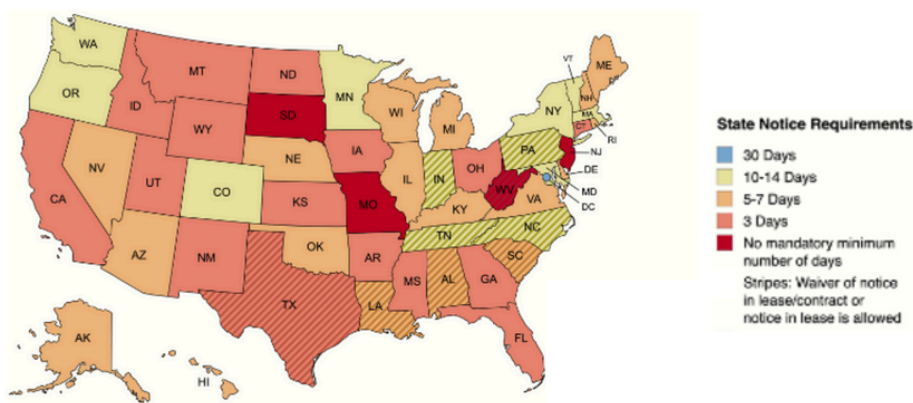 WA
MT
ND
MN
VT
ME
OR
ID
SD
WI
NH
NY
MA
WY
MI
CT
RI
IA
PA
NV
NE
OH
NJ
IL
IN
DE
UT
CO
WV
MD
CA
KS
MO
VA
DC
KY
NC
TN
AZ
OK
NM
AR
SC
MS
AL
GA
TX
LA
AK
FL
HI
State Notice Requirements
30 Days
10-14 Days
5-7 Days
3 Days
No mandatory minimum
number of days
Stripes: Waiver of notice
in lease/contract or
notice in lease is allowed